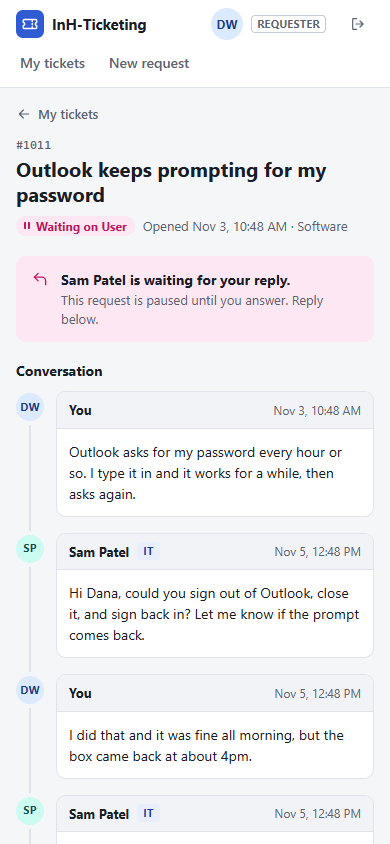 InH-Ticketing
DW
REQUESTER
My tickets
New request
My tickets
#1011
Outlook keeps prompting for my
password
Waiting on User
Opened Nov 3, 10:48 AM · Software
Sam Patel is waiting for your reply.
This request is paused until you answer. Reply
below.
Conversation
DW
You
Nov 3, 10:48 AM
Outlook asks for my password every hour or
so. I type it in and it works for a while, then
asks again.
SP
Sam Patel
IT
Nov 5, 12:48 PM
Hi Dana, could you sign out of Outlook, close
it, and sign back in? Let me know if the prompt
comes back.
DW
You
Nov 5, 12:48 PM
I did that and it was fine all morning, but the
box came back at about 4pm.
SP
Sam Patel
IT
Nov 5, 12:48 PM